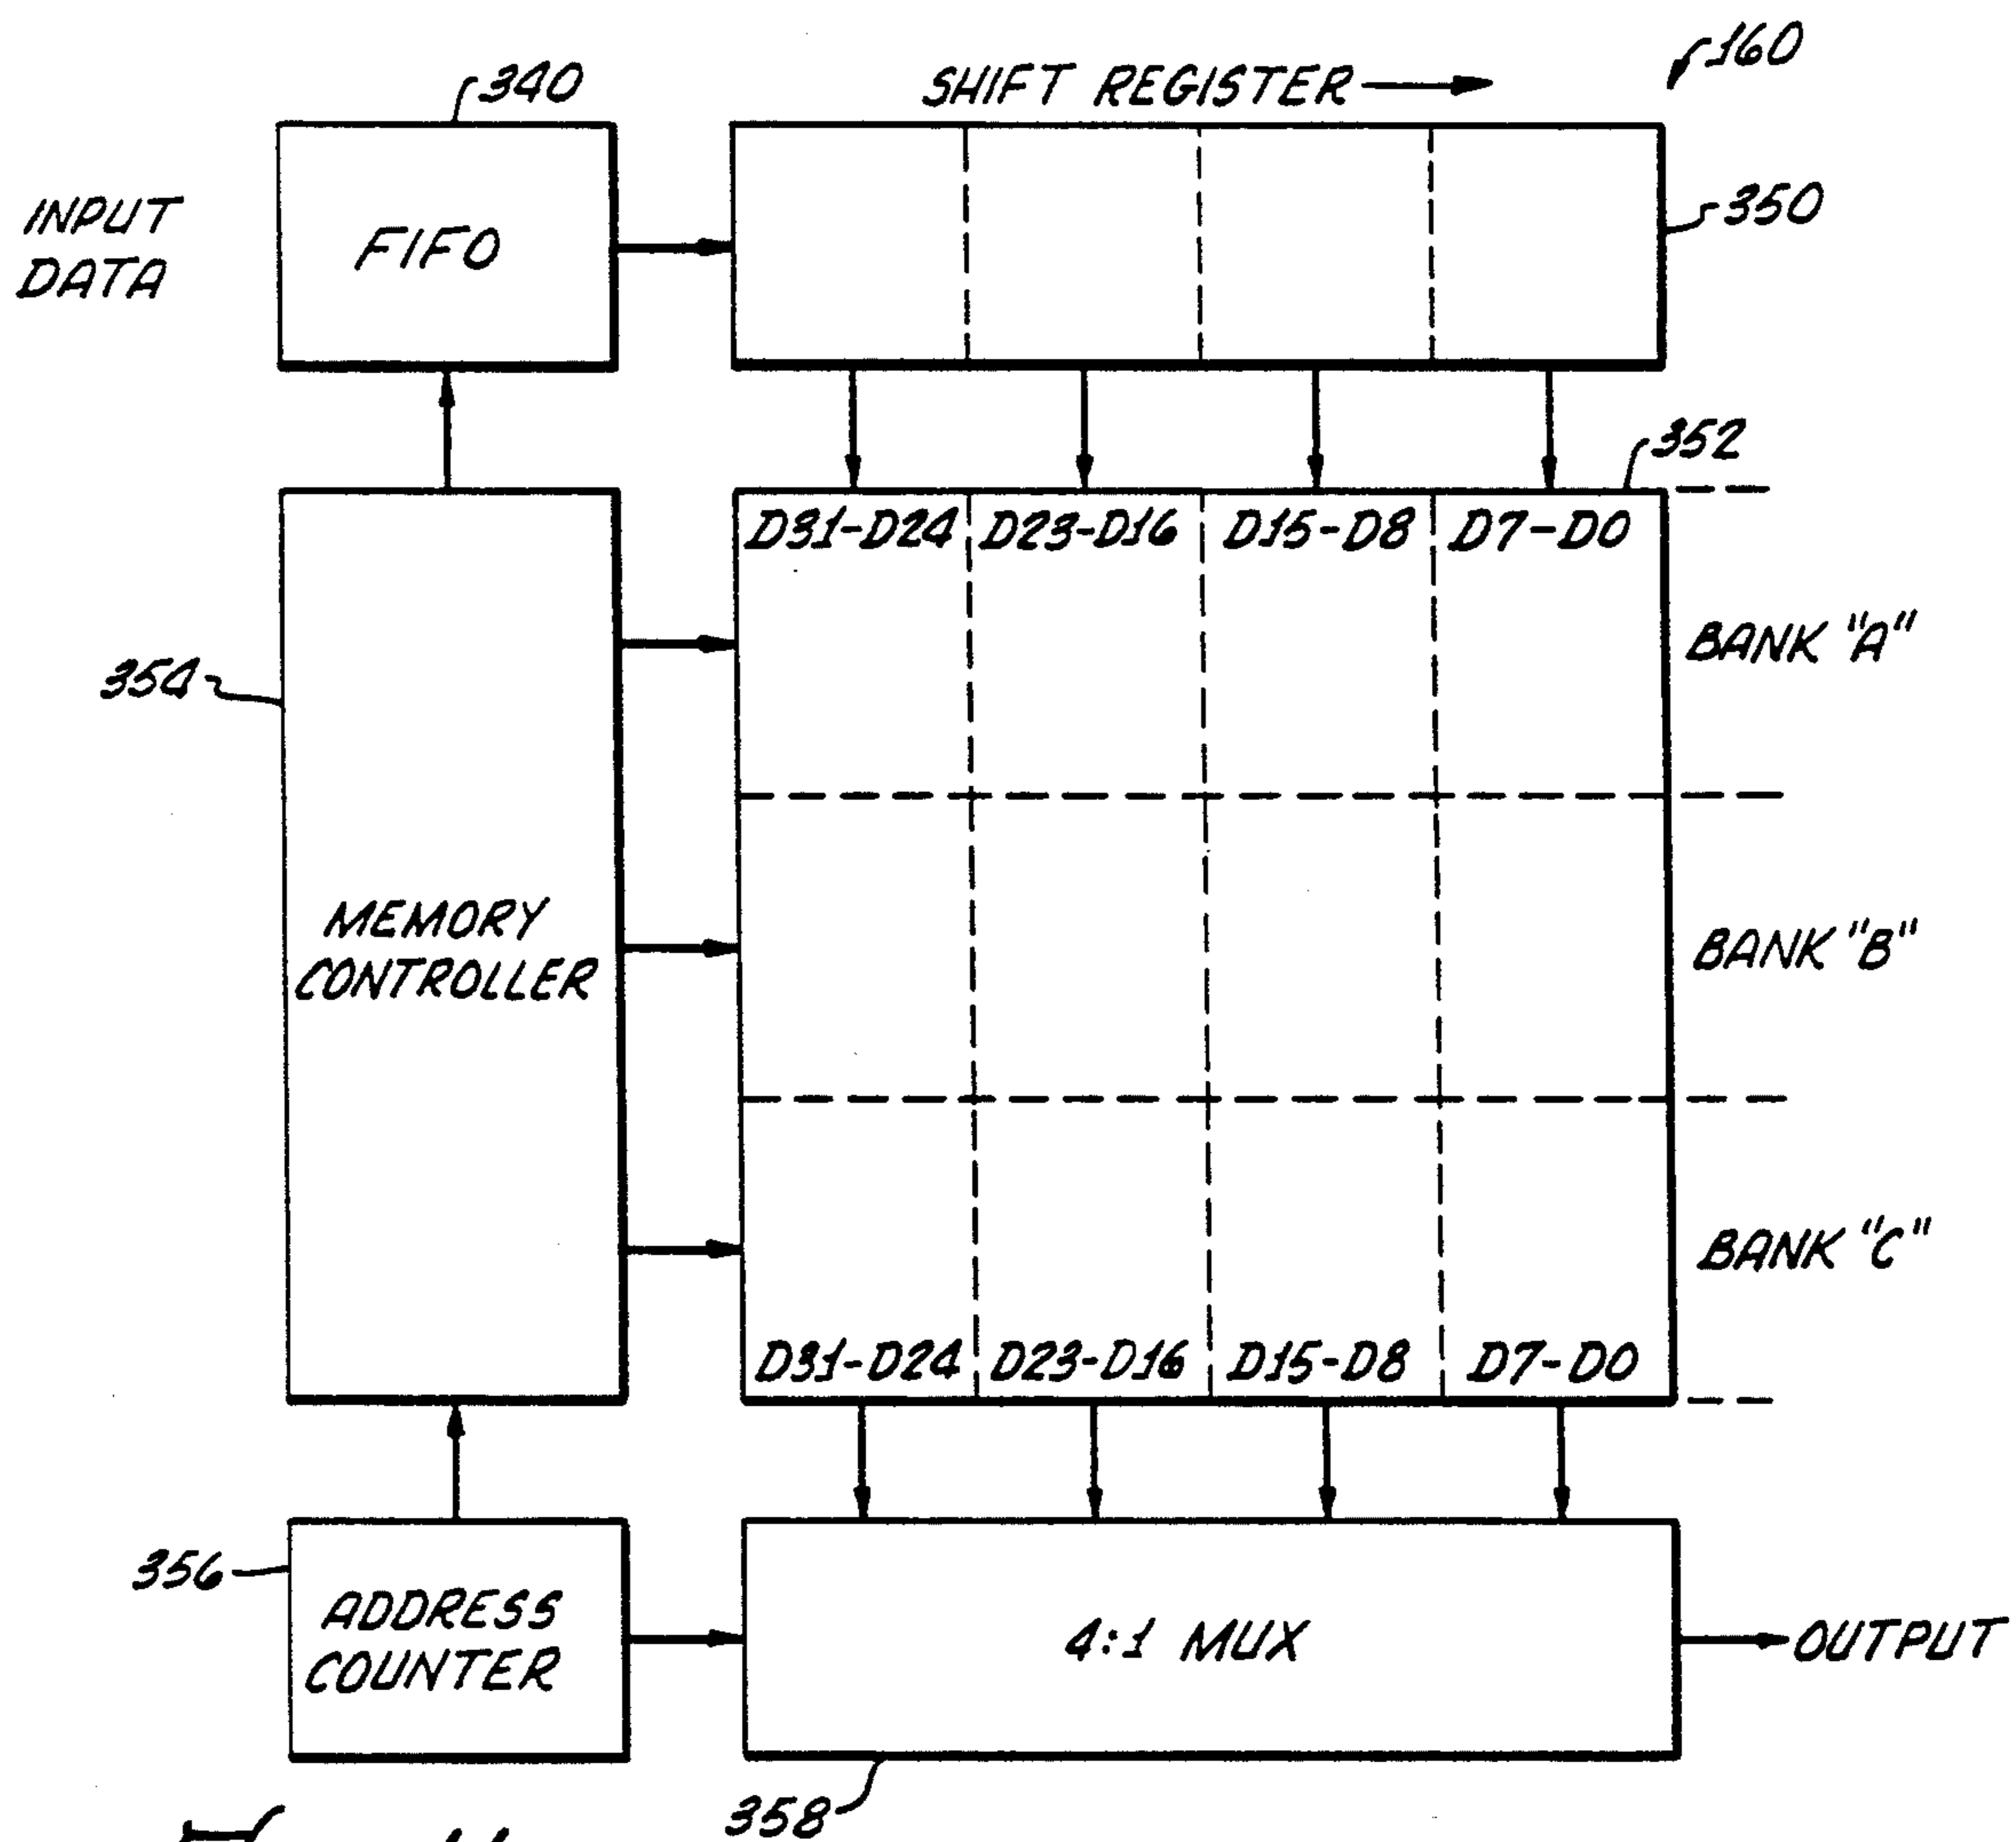 340
SHIFT REGISTER
160
INPUT
DATA
FIFO
350
352
D31-D24 D23-D16 D15-D8 D7-D0
BANK "A"
354
MEMORY
CONTROLLER
BANK "B"
BANK "C"
D31-D24 D23-D16 D15-D8 D7-D0
356
ADDRESS
COUNTER
4:1 MUX
OUTPUT
358